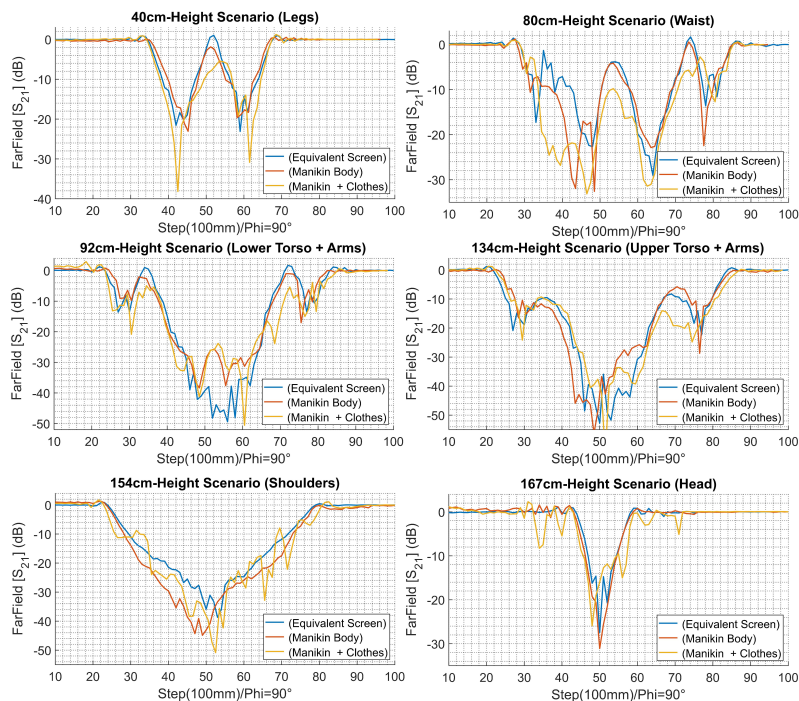 40cm-Height Scenario (Legs)
FarField [S21] (dB)
0
-10
-20
-30
-40
(Equivalent Screen)
(Manikin Body)
(Manikin + Clothes)
10 20 30 40 50 60 70 80 90 100
Step(100mm)/Phi=90°
80cm-Height Scenario (Waist)
FarField [S21] (dB)
0
-10
-20
-30
(Equivalent Screen)
(Manikin Body)
(Manikin + Clothes)
10 20 30 40 50 60 70 80 90 100
Step(100mm)/Phi=90°
92cm-Height Scenario (Lower Torso + Arms)
FarField [S21] (dB)
0
-10
-20
-30
-40
-50
(Equivalent Screen)
(Manikin Body)
(Manikin + Clothes)
10 20 30 40 50 60 70 80 90 100
Step(100mm)/Phi=90°
134cm-Height Scenario (Upper Torso + Arms)
FarField [S21] (dB)
0
-10
-20
-30
-40
-50
(Equivalent Screen)
(Manikin Body)
(Manikin + Clothes)
10 20 30 40 50 60 70 80 90 100
Step(100mm)/Phi=90°
154cm-Height Scenario (Shoulders)
FarField [S21] (dB)
0
-10
-20
-30
-40
-50
(Equivalent Screen)
(Manikin Body)
(Manikin + Clothes)
10 20 30 40 50 60 70 80 90 100
Step(100mm)/Phi=90°
167cm-Height Scenario (Head)
FarField [S21] (dB)
0
-10
-20
-30
(Equivalent Screen)
(Manikin Body)
(Manikin + Clothes)
10 20 30 40 50 60 70 80 90 100
Step(100mm)/Phi=90°